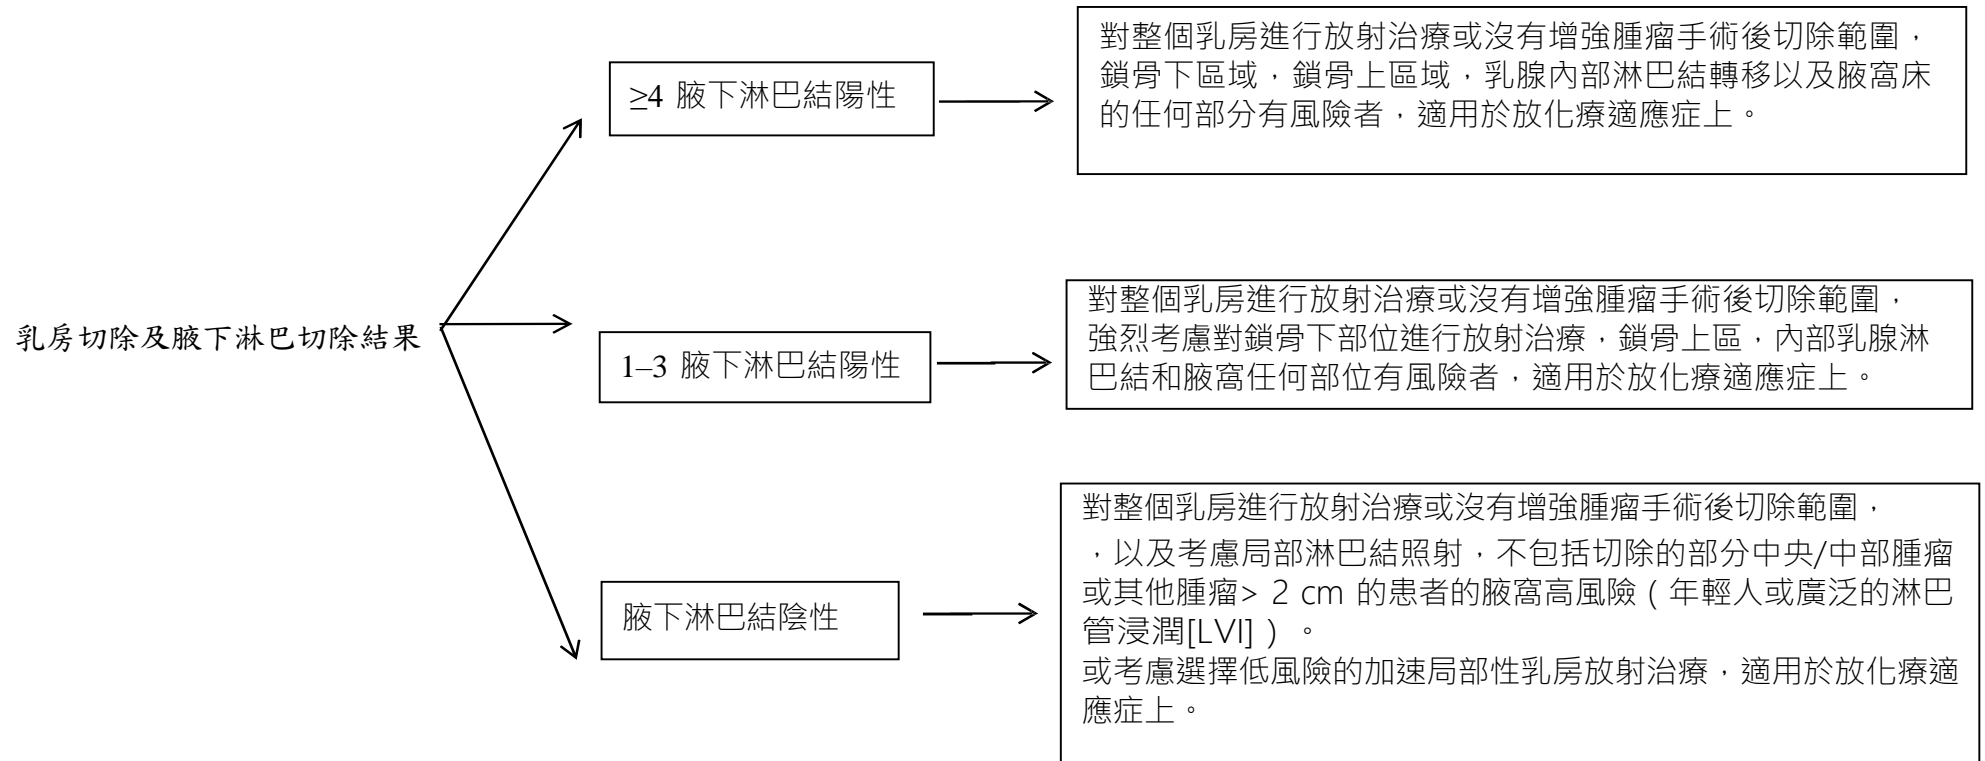 乳房切除及腋下淋巴切除結果
≥4 腋下淋巴結陽性
對整個乳房進行放射治療或沒有增強腫瘤手術後切除範圍，
鎖骨下區域，鎖骨上區域，乳腺內部淋巴結轉移以及腋窩床
的任何部分有風險者，適用於放化療適應症上。
1–3 腋下淋巴結陽性
對整個乳房進行放射治療或沒有增強腫瘤手術後切除範圍，
強烈考慮對鎖骨下部位進行放射治療，鎖骨上區，內部乳腺淋
巴結和腋窩任何部位有風險者，適用於放化療適應症上。
腋下淋巴結陰性
對整個乳房進行放射治療或沒有增強腫瘤手術後切除範圍，
，以及考慮局部淋巴結照射，不包括切除的部分中央/中部腫瘤
或其他腫瘤> 2 cm 的患者的腋窩高風險（年輕人或廣泛的淋巴
管浸潤[LVI]）。
或考慮選擇低風險的加速局部性乳房放射治療，適用於放化療適
應症上。